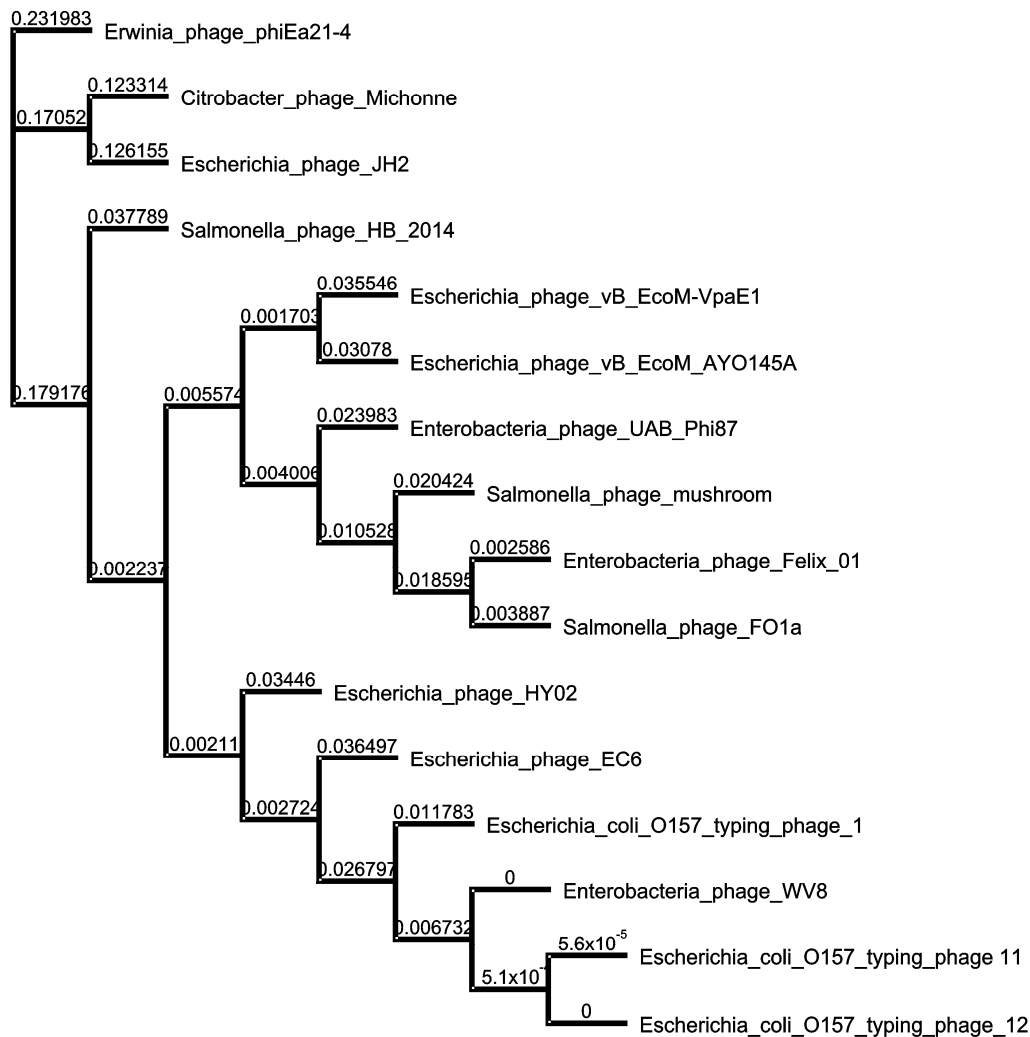 0.231983
Erwinia_phage_phiEa21-4
0.123314
Citrobacter_phage_Michonne
0.17052
0.126155
Escherichia_phage_JH2
0.037789
Salmonella_phage_HB_2014
0.035546
Escherichia_phage_vB_EcoM-VpaE1
0.001703
0.03078
Escherichia_phage_vB_EcoM_AYO145A
0.179176
0.005574
0.023983
Enterobacteria_phage_UAB_Phi87
0.004006
0.020424
Salmonella_phage_mushroom
0.010528
0.002586
Enterobacteria_phage_Felix_01
0.002237
0.018595
0.003887
Salmonella_phage_FO1a
0.03446
Escherichia_phage_HY02
0.00211
0.036497
Escherichia_phage_EC6
0.002724
0.011783
Escherichia_coli_O157_typing_phage_1
0.026797
0
Enterobacteria_phage_WV8
0.006732
5.6x10⁻⁵
Escherichia_coli_O157_typing_phage 11
5.1x10⁻
0
Escherichia_coli_O157_typing_phage_12